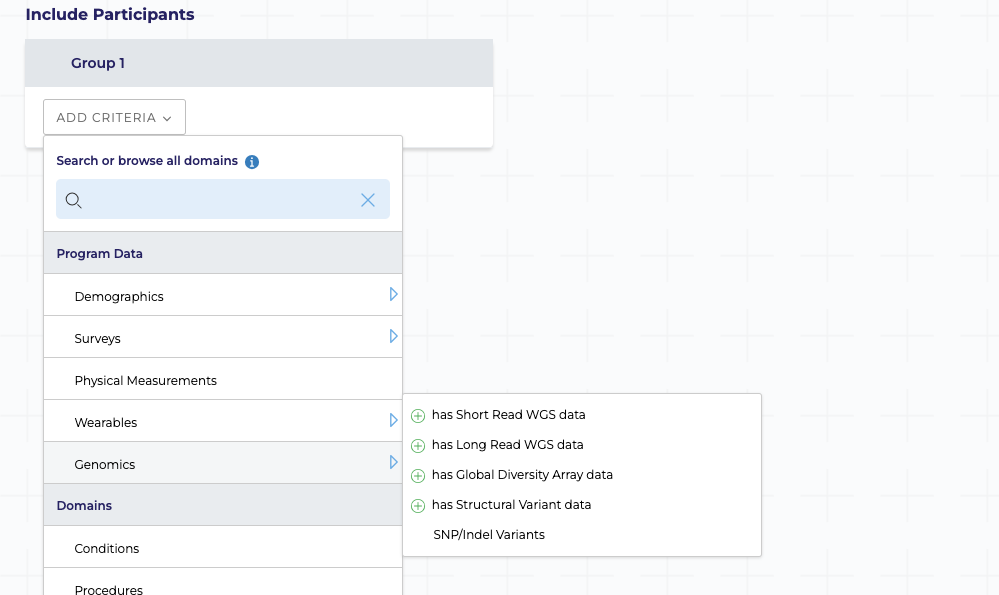 Include Participants
Group 1
ADD CRITERIA
Search or browse all domains
Program Data
Demographics
Surveys
Physical Measurements
Wearables
Genomics
has Short Read WGS data
has Long Read WGS data
has Global Diversity Array data
has Structural Variant data
SNP/Indel Variants
Domains
Conditions
Procedures